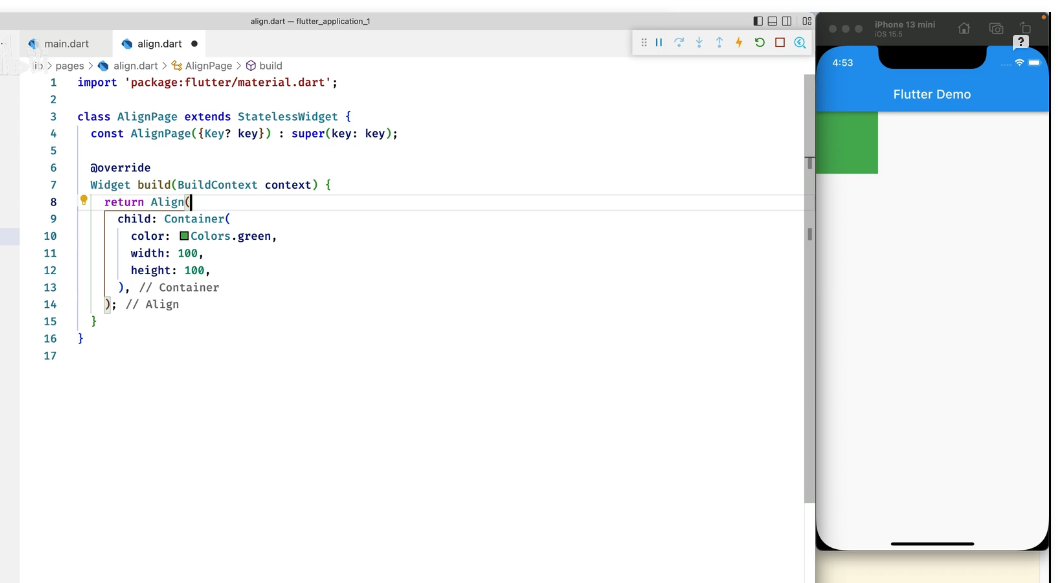 align.dart — flutter_application_1
main.dart
align.dart
lib > pages > align.dart > AlignPage > build
1 import 'package:flutter/material.dart';
2
3 class AlignPage extends StatelessWidget {
4 const AlignPage({Key? key}) : super(key: key);
5
6 @override
7 Widget build(BuildContext context) {
8 return Align(
9 child: Container(
10 color: Colors.green,
11 width: 100,
12 height: 100,
13 ), // Container
14 ); // Align
15 }
16 }
17
iPhone 13 mini
iOS 15.5
?
4:53
Flutter Demo